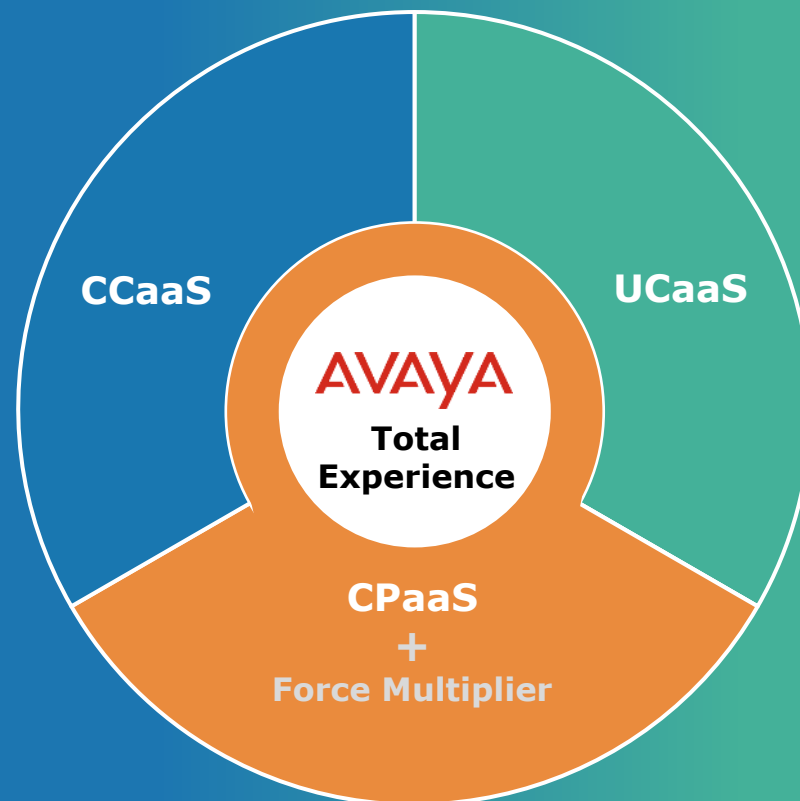 CCaaS
UCaaS
AVAYA
Total
Experience
CPaaS
+
Force Multiplier